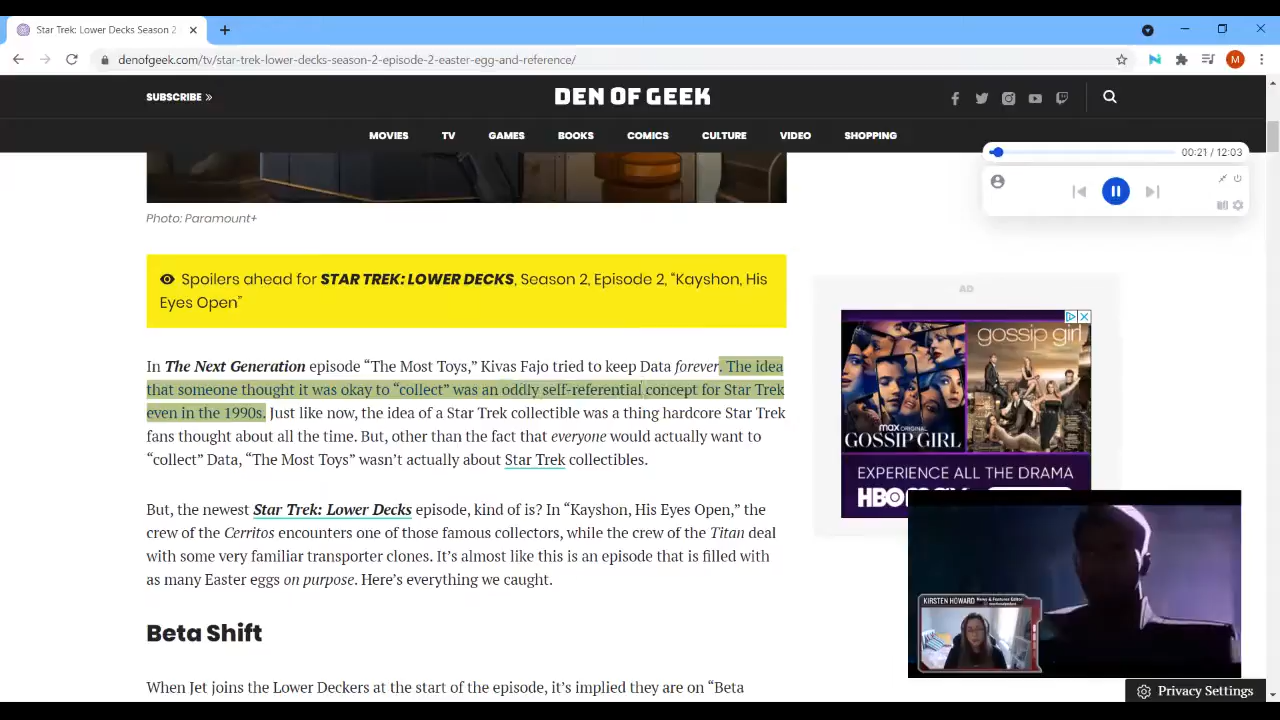 Star Trek: Lower Decks Season 2
denofgeek.com/tv/star-trek-lower-decks-season-2-episode-2-easter-egg-and-reference/
M
SUBSCRIBE »
DEN OF GEEK
MOVIES TV GAMES BOOKS COMICS CULTURE VIDEO SHOPPING
00:21 / 12:03
Photo: Paramount+
Spoilers ahead for STAR TREK: LOWER DECKS, Season 2, Episode 2, “Kayshon, His
Eyes Open”
In The Next Generation episode “The Most Toys,” Kivas Fajo tried to keep Data forever. The idea
that someone thought it was okay to “collect” was an oddly self-referential concept for Star Trek
even in the 1990s. Just like now, the idea of a Star Trek collectible was a thing hardcore Star Trek
fans thought about all the time. But, other than the fact that everyone would actually want to
“collect” Data, “The Most Toys” wasn’t actually about Star Trek collectibles.
But, the newest Star Trek: Lower Decks episode, kind of is? In “Kayshon, His Eyes Open,” the
crew of the Cerritos encounters one of those famous collectors, while the crew of the Titan deal
with some very familiar transporter clones. It’s almost like this is an episode that is filled with
as many Easter eggs on purpose. Here’s everything we caught.
Beta Shift
When Jet joins the Lower Deckers at the start of the episode, it’s implied they are on “Beta
AD
gossip girl
max ORIGINAL
GOSSIP GIRL
EXPERIENCE ALL THE DRAMA
KIRSTEN HOWARD News & Features Editor
Privacy Settings